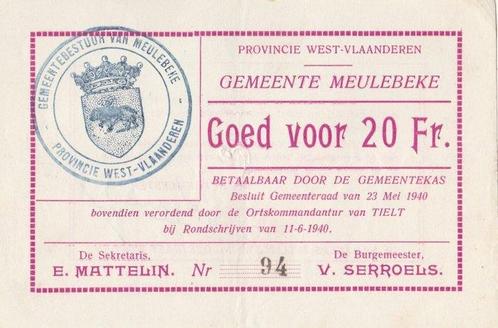 GEMEENTEBESTUUR VAN MEULEBEKE
- PROVINCIE WEST-VLAANDEREN -
PROVINCIE WEST-VLAANDEREN
GEMEENTE MEULEBEKE
Goed voor 20 Fr.
BETAALBAAR DOOR DE GEMEENTEKAS
Besluit Gemeenteraad van 23 Mei 1940
bovendien verordend door de Ortskommandantur van TIELT
bij Rondschrijven van 11-6-1940.
De Sekretaris,
E. MATTELIN.
Nr 94
De Burgemeester,
V. SERROELS.